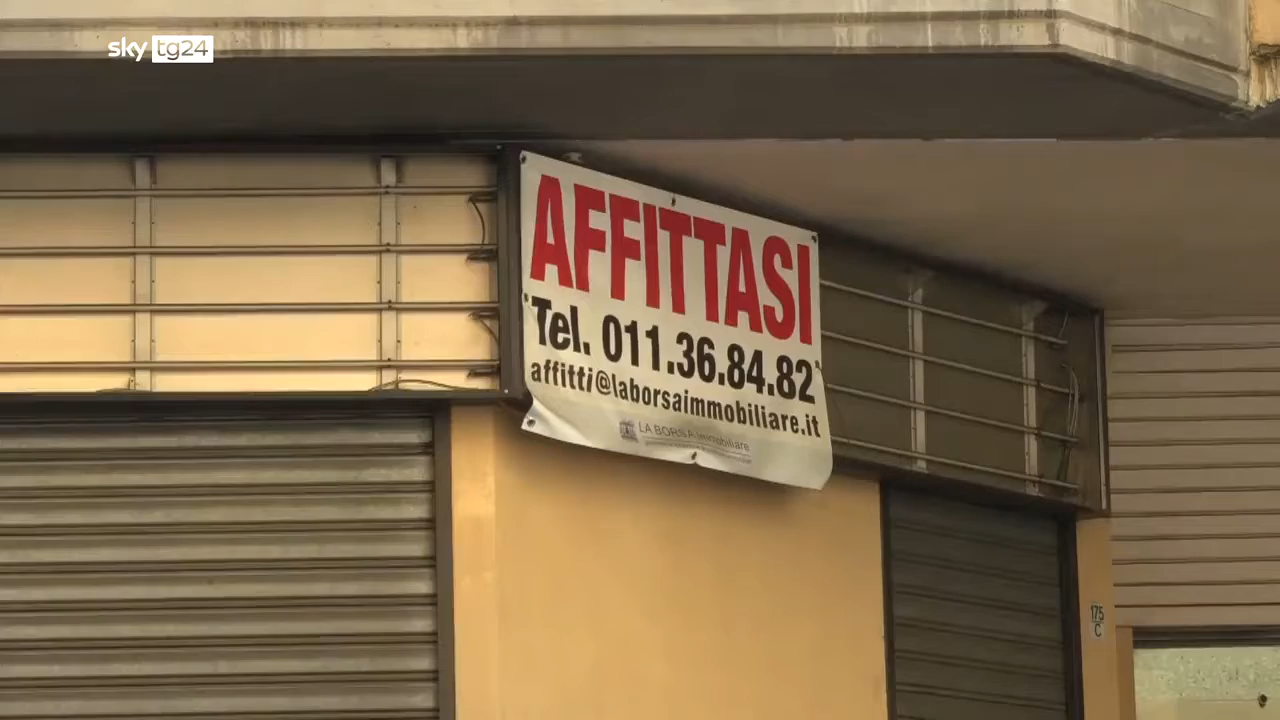 sky tg24
AFFITTASI
Tel. 011.36.84.82
affitti@laborsaimmobiliare.it
LA BORSA immobiliare
175
C